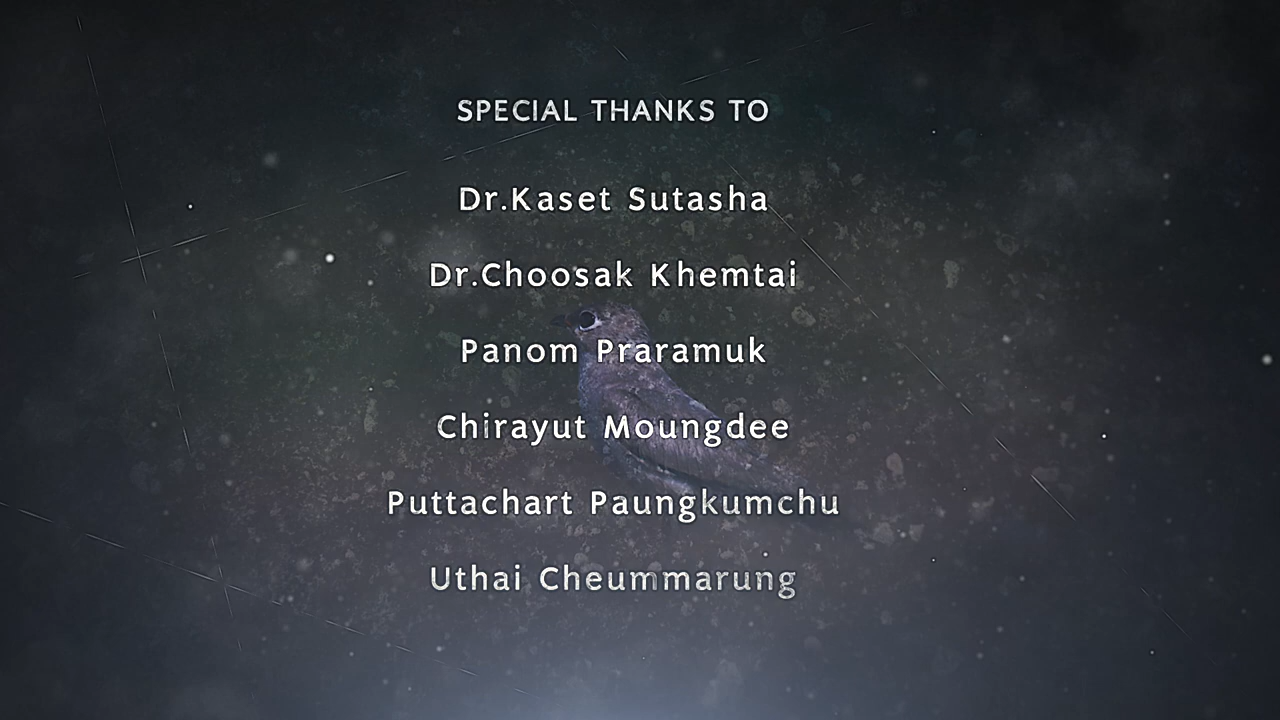 SPECIAL THANKS TO
Dr.Kaset Sutasha
Dr.Choosak Khemtai
Panom Praramuk
Chirayut Moungdee
Puttachart Paungkumchu
Uthai Cheummarung